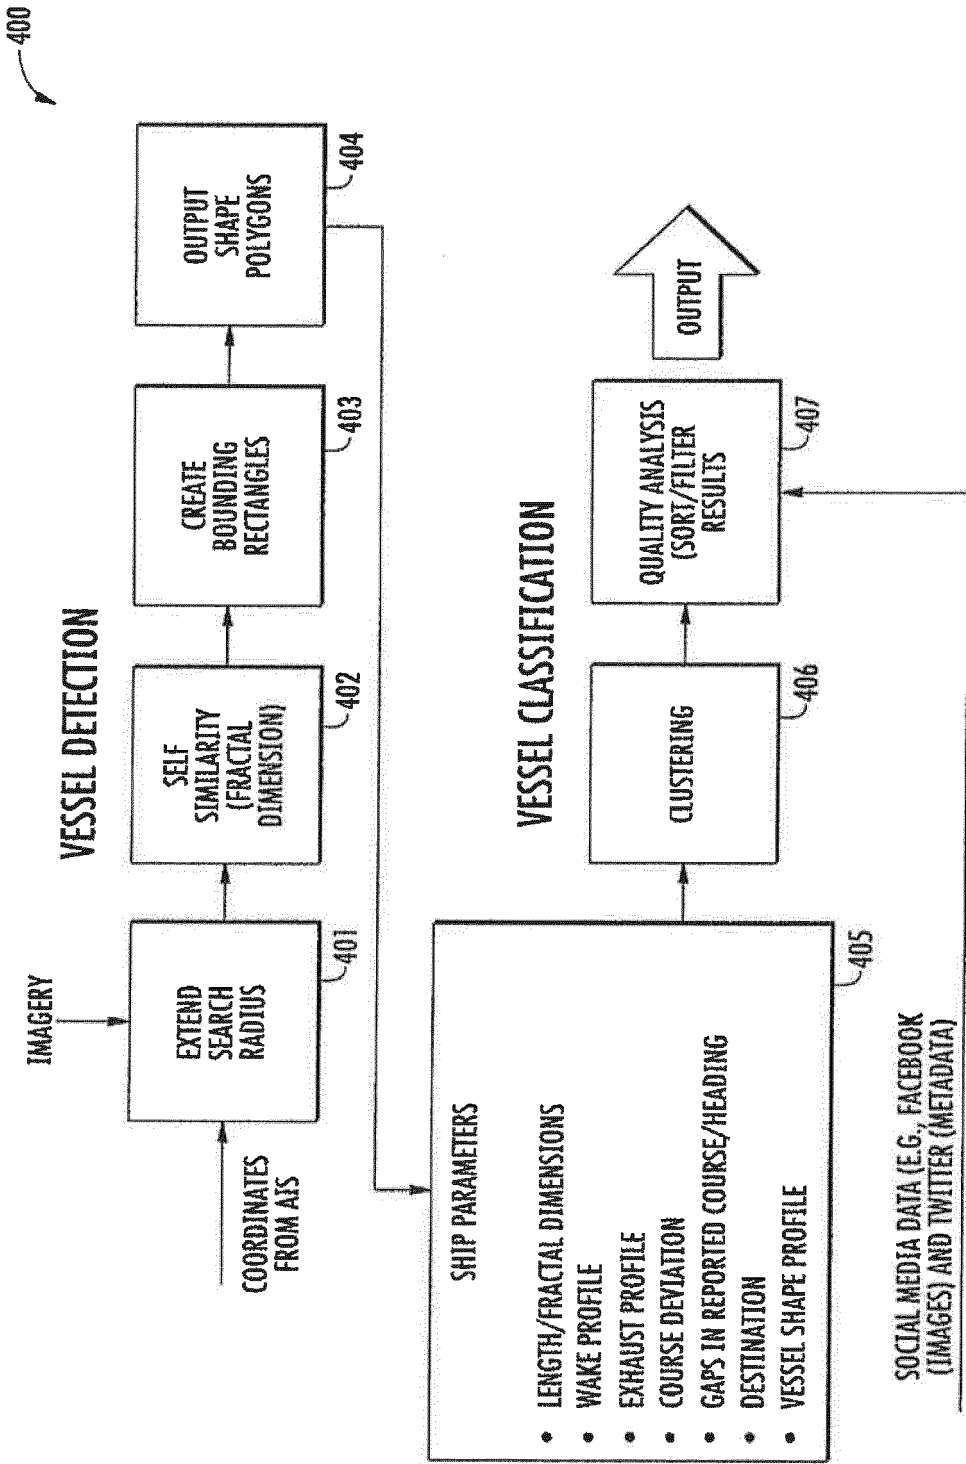 400
VESSEL DETECTION
IMAGERY
COORDINATES
FROM AIS
EXTEND
SEARCH
RADIUS
401
SELF
SIMILARITY
(FRACTAL
DIMENSION)
402
CREATE
BOUNDING
RECTANGLES
403
OUTPUT
SHAPE
POLYGONS
404
VESSEL CLASSIFICATION
SHIP PARAMETERS
• LENGTH/FRACTAL DIMENSIONS
• WAKE PROFILE
• EXHAUST PROFILE
• COURSE DEVIATION
• GAPS IN REPORTED COURSE/HEADING
• DESTINATION
• VESSEL SHAPE PROFILE
405
CLUSTERING
406
QUALITY ANALYSIS
(SORT/FILTER
RESULTS
407
OUTPUT
SOCIAL MEDIA DATA (E.G., FACEBOOK
(IMAGES) AND TWITTER (METADATA)